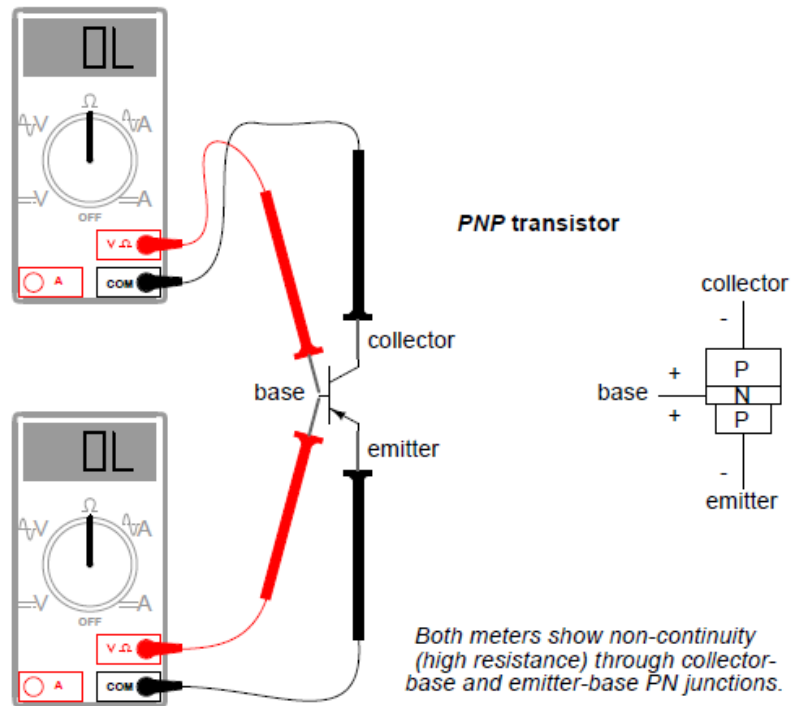 OL
Ω
V
A
V
A
OFF
V Ω
A
COM
PNP transistor
collector
-
collector
P
base
+
base
N
+
P
emitter
-
emitter
OL
Ω
V
A
V
A
OFF
V Ω
A
COM
Both meters show non-continuity
(high resistance) through collector-
base and emitter-base PN junctions.